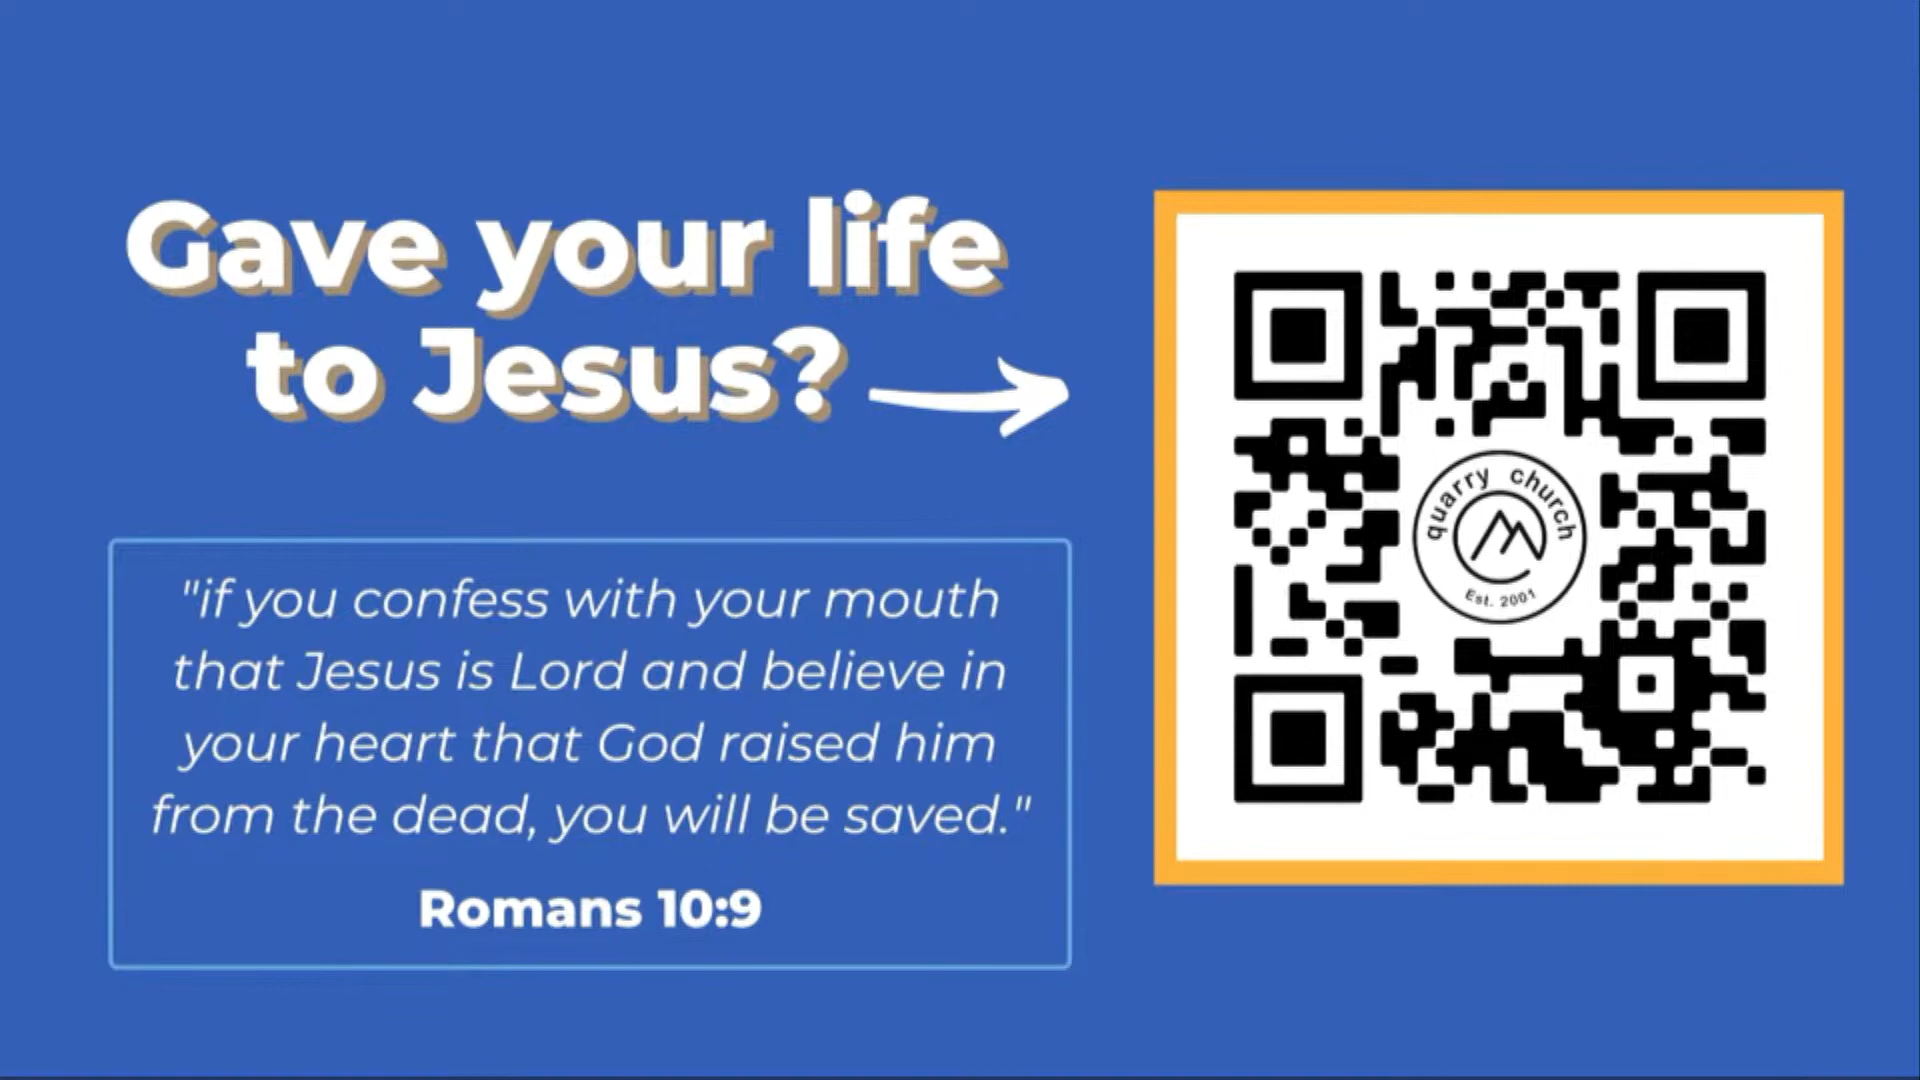 Gave your life
to Jesus?
"if you confess with your mouth
that Jesus is Lord and believe in
your heart that God raised him
from the dead, you will be saved."
Romans 10:9
quarry church
Est. 2001